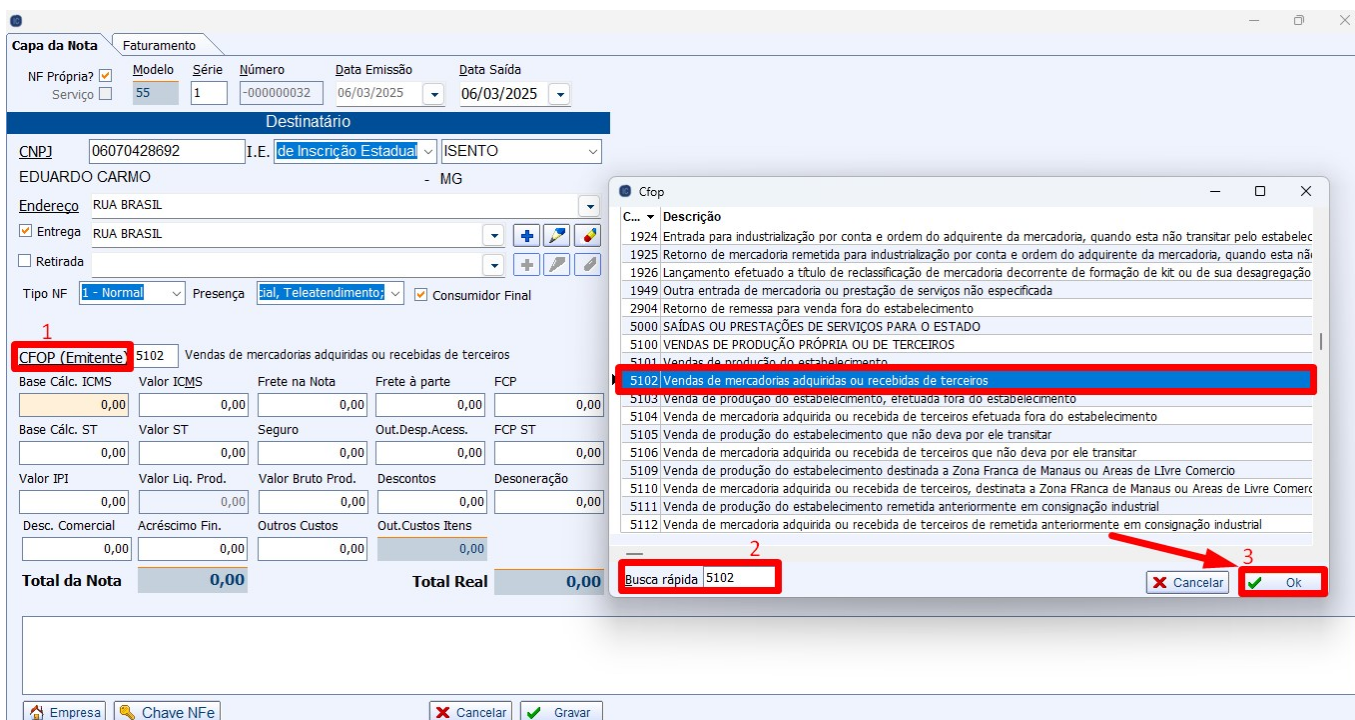 Capa da Nota Faturamento
NF Própria? Modelo Série Número Data Emissão Data Saída
Serviço 55 1 -000000032 06/03/2025 06/03/2025
Destinatário
CNPJ 06070428692 I.E. de Inscrição Estadual ISENTO
EDUARDO CARMO - MG
Endereço RUA BRASIL
Entrega RUA BRASIL
Retirada
Tipo NF 1 - Normal Presença cial, Teleatendimento; Consumidor Final
1
CFOP (Emitente) 5102 Vendas de mercadorias adquiridas ou recebidas de terceiros
Base Cálc. ICMS Valor ICMS Frete na Nota Frete à parte FCP
0,00 0,00 0,00 0,00 0,00
Base Cálc. ST Valor ST Seguro Out.Desp.Acess. FCP ST
0,00 0,00 0,00 0,00 0,00
Valor IPI Valor Liq. Prod. Valor Bruto Prod. Descontos Desoneração
0,00 0,00 0,00 0,00 0,00
Desc. Comercial Acréscimo Fin. Outros Custos Out.Custos Itens
0,00 0,00 0,00 0,00
Total da Nota 0,00 Total Real 0,00
Empresa Chave NFe Cancelar Gravar
Cfop
C... Descrição
1924 Entrada para industrialização por conta e ordem do adquirente da mercadoria, quando esta não transitar pelo estabelec
1925 Retorno de mercadoria remetida para industrialização por conta e ordem do adquirente da mercadoria, quando esta nã
1926 Lançamento efetuado a título de reclassificação de mercadoria decorrente de formação de kit ou de sua desagregação
1949 Outra entrada de mercadoria ou prestação de serviços não especificada
2904 Retorno de remessa para venda fora do estabelecimento
5000 SAÍDAS OU PRESTAÇÕES DE SERVIÇOS PARA O ESTADO
5100 VENDAS DE PRODUÇÃO PRÓPRIA OU DE TERCEIROS
5101 Vendas de produção do estabelecimento
5102 Vendas de mercadorias adquiridas ou recebidas de terceiros
5103 Venda de produção do estabelecimento, efetuada fora do estabelecimento
5104 Venda de mercadoria adquirida ou recebida de terceiros efetuada fora do estabelecimento
5105 Venda de produção do estabelecimento que não deva por ele transitar
5106 Venda de mercadoria adquirida ou recebida de terceiros que não deva por ele transitar
5109 Venda de produção do estabelecimento destinada a Zona Franca de Manaus ou Areas de LIvre Comercio
5110 Venda de mercadoria adquirida ou recebida de terceiros, destinata a Zona FRanca de Manaus ou Areas de Livre Comerc
5111 Venda de produção do estabelecimento remetida anteriormente em consignação industrial
5112 Venda de mercadoria adquirida ou recebida de terceiros de remetida anteriormente em consignação industrial
2
3
Busca rápida 5102 Cancelar Ok